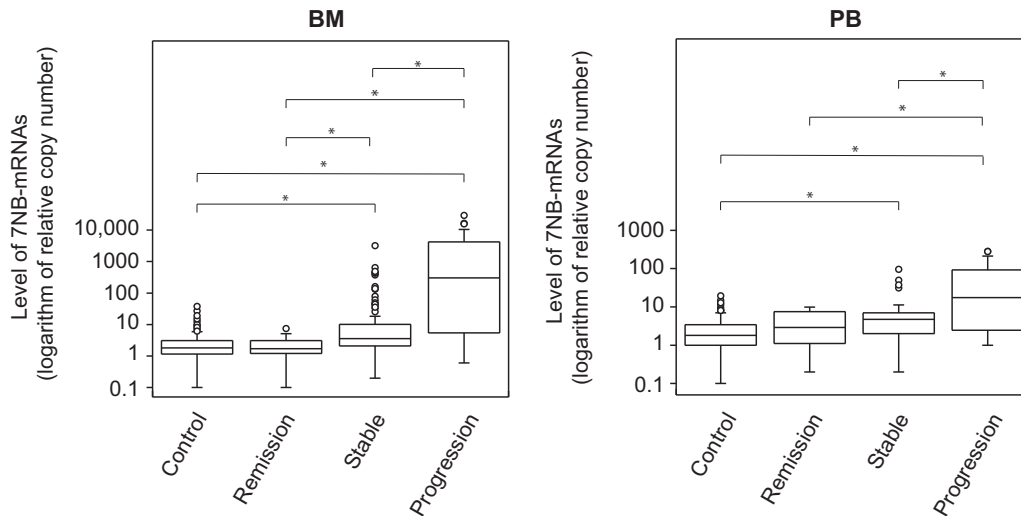 BM
Level of 7NB-mRNAs
(logarithm of relative copy number)
*
*
*
*
*
10,000
1000
100
10
1
0.1
Control
Remission
Stable
Progression
PB
Level of 7NB-mRNAs
(logarithm of relative copy number)
*
*
*
*
1000
100
10
1
0.1
Control
Remission
Stable
Progression